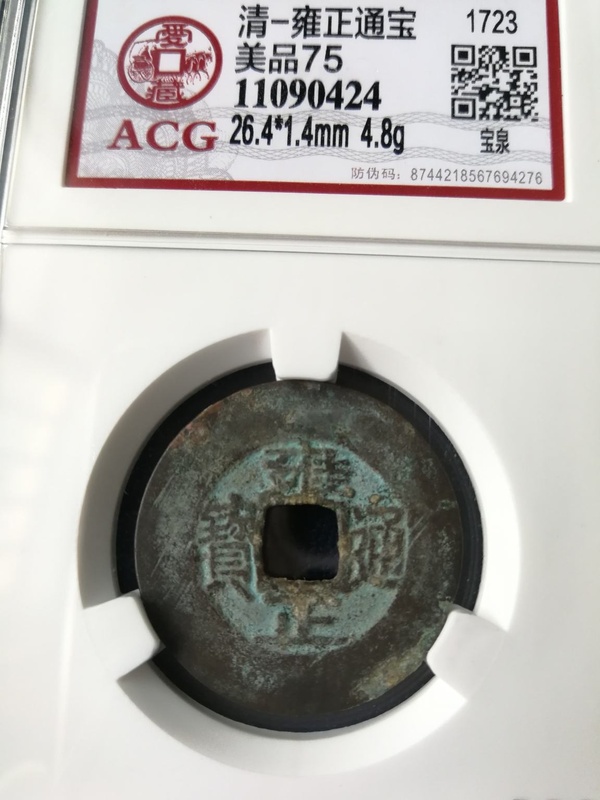 清-雍正通宝 1723
美品75
11090424
ACG 26.4*1.4mm 4.8g 宝泉
防伪码：8744218567694276
愛
雍
寶 通
正